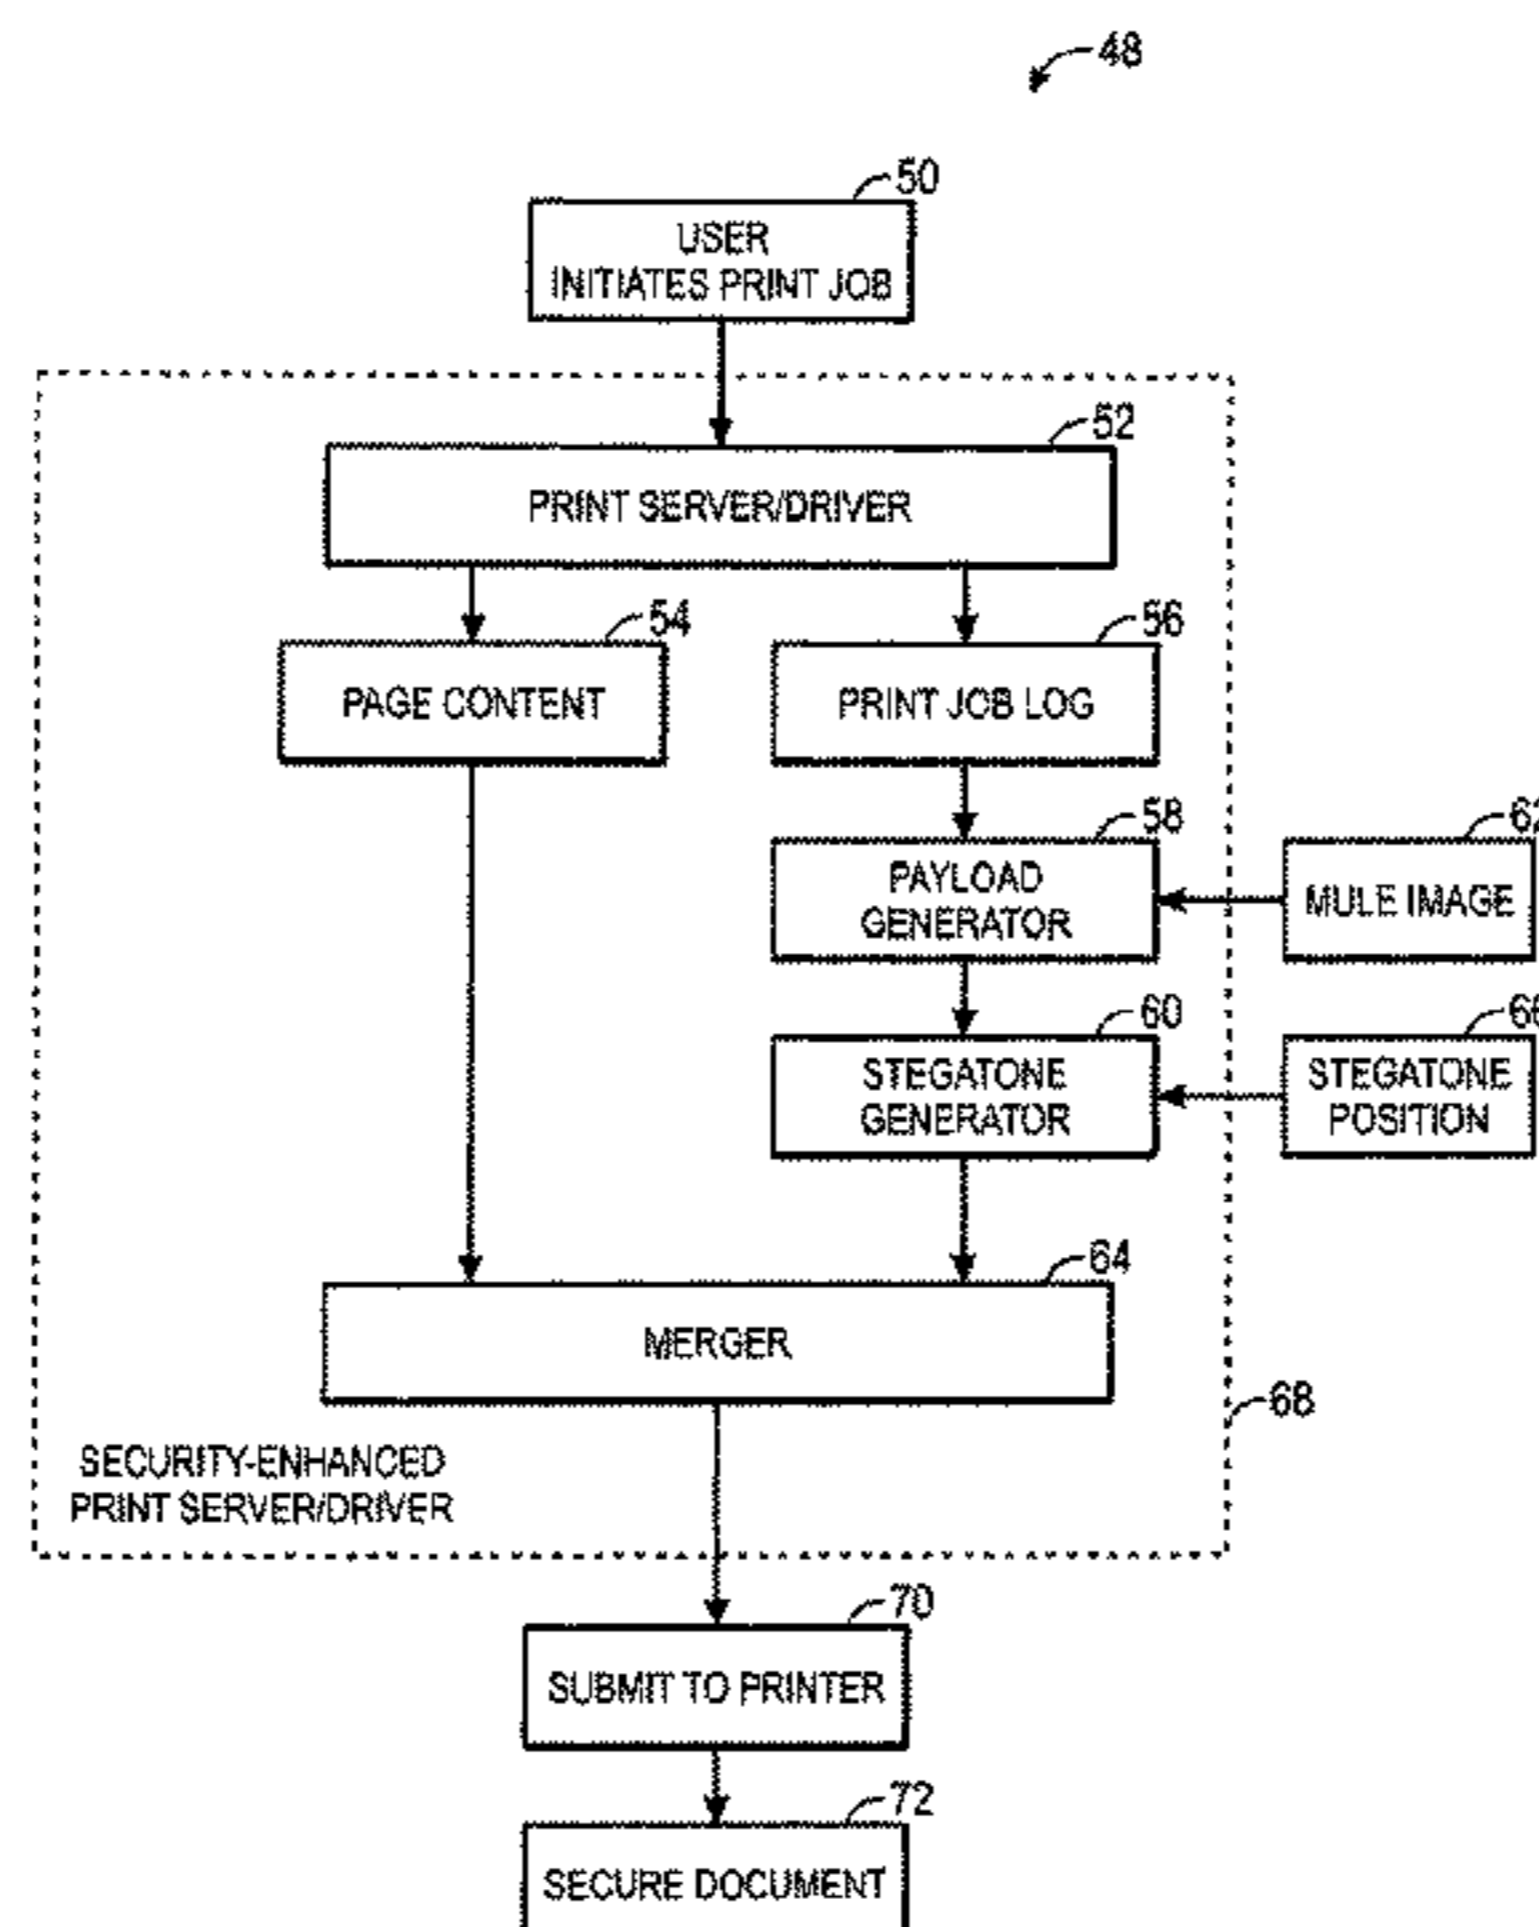 48
50
USER
INITIATES PRINT JOB
52
PRINT SERVER/DRIVER
54
PAGE CONTENT
56
PRINT JOB LOG
58
PAYLOAD
GENERATOR
MULE IMAGE
60
STEGATONE
GENERATOR
STEGATONE
POSITION
64
MERGER
68
SECURITY-ENHANCED
PRINT SERVER/DRIVER
70
SUBMIT TO PRINTER
72
SECURE DOCUMENT